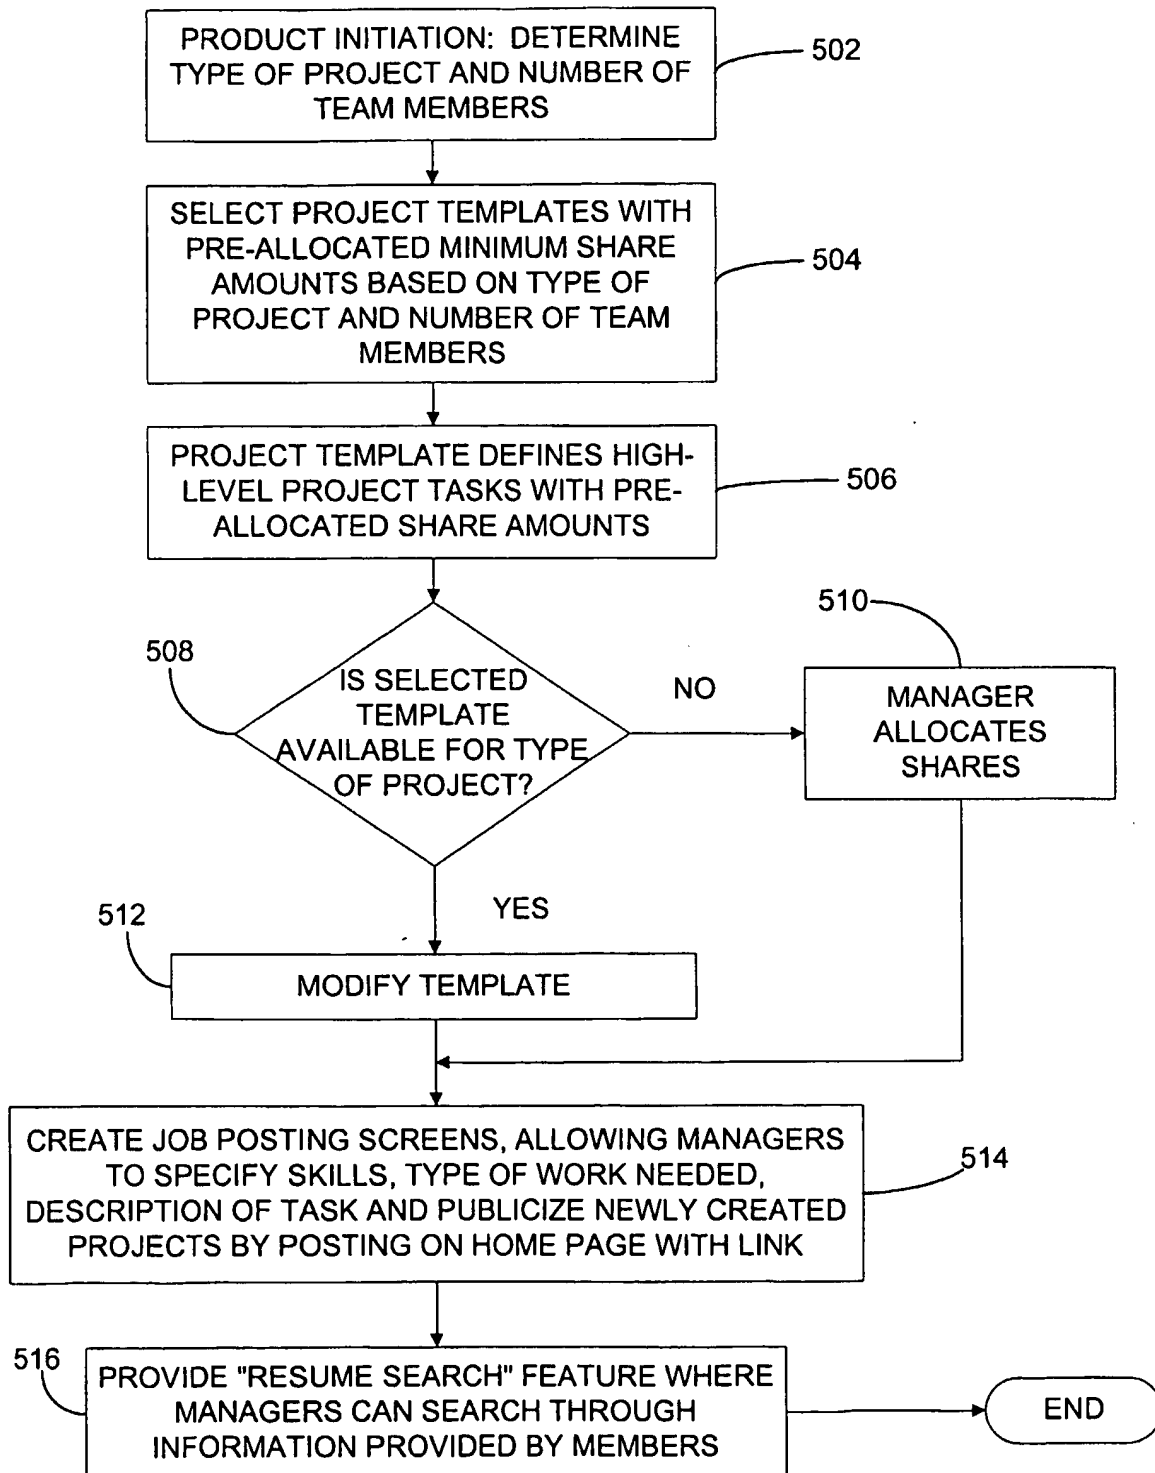 PRODUCT INITIATION: DETERMINE
TYPE OF PROJECT AND NUMBER OF
TEAM MEMBERS
502
SELECT PROJECT TEMPLATES WITH
PRE-ALLOCATED MINIMUM SHARE
AMOUNTS BASED ON TYPE OF
PROJECT AND NUMBER OF TEAM
MEMBERS
504
PROJECT TEMPLATE DEFINES HIGH-
LEVEL PROJECT TASKS WITH PRE-
ALLOCATED SHARE AMOUNTS
506
508
IS SELECTED
TEMPLATE
AVAILABLE FOR TYPE
OF PROJECT?
NO
510
MANAGER
ALLOCATES
SHARES
YES
512
MODIFY TEMPLATE
CREATE JOB POSTING SCREENS, ALLOWING MANAGERS
TO SPECIFY SKILLS, TYPE OF WORK NEEDED,
DESCRIPTION OF TASK AND PUBLICIZE NEWLY CREATED
PROJECTS BY POSTING ON HOME PAGE WITH LINK
514
516
PROVIDE "RESUME SEARCH" FEATURE WHERE
MANAGERS CAN SEARCH THROUGH
INFORMATION PROVIDED BY MEMBERS
END